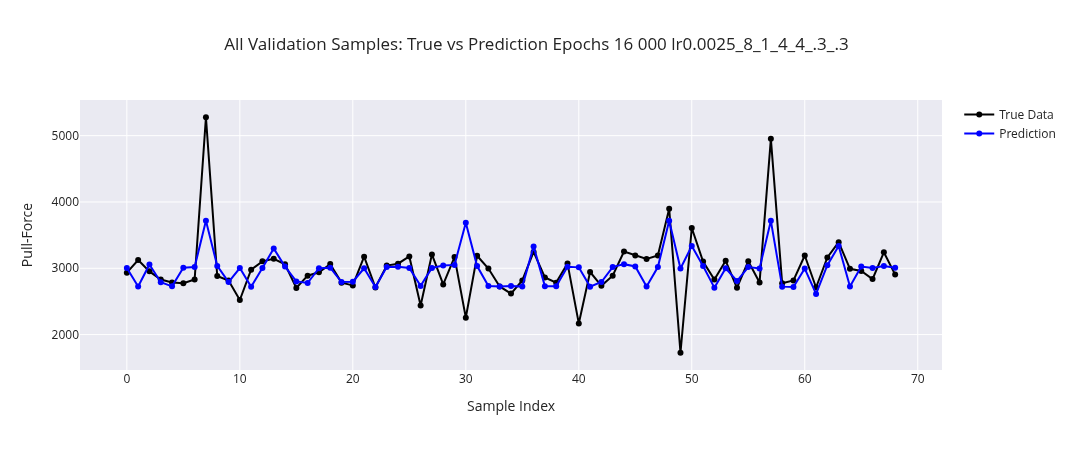 All Validation Samples: True vs Prediction Epochs 16 000 lr0.0025_8_1_4_4_.3_.3
True Data
Prediction
5000
4000
3000
2000
Pull-Force
0 10 20 30 40 50 60 70
Sample Index